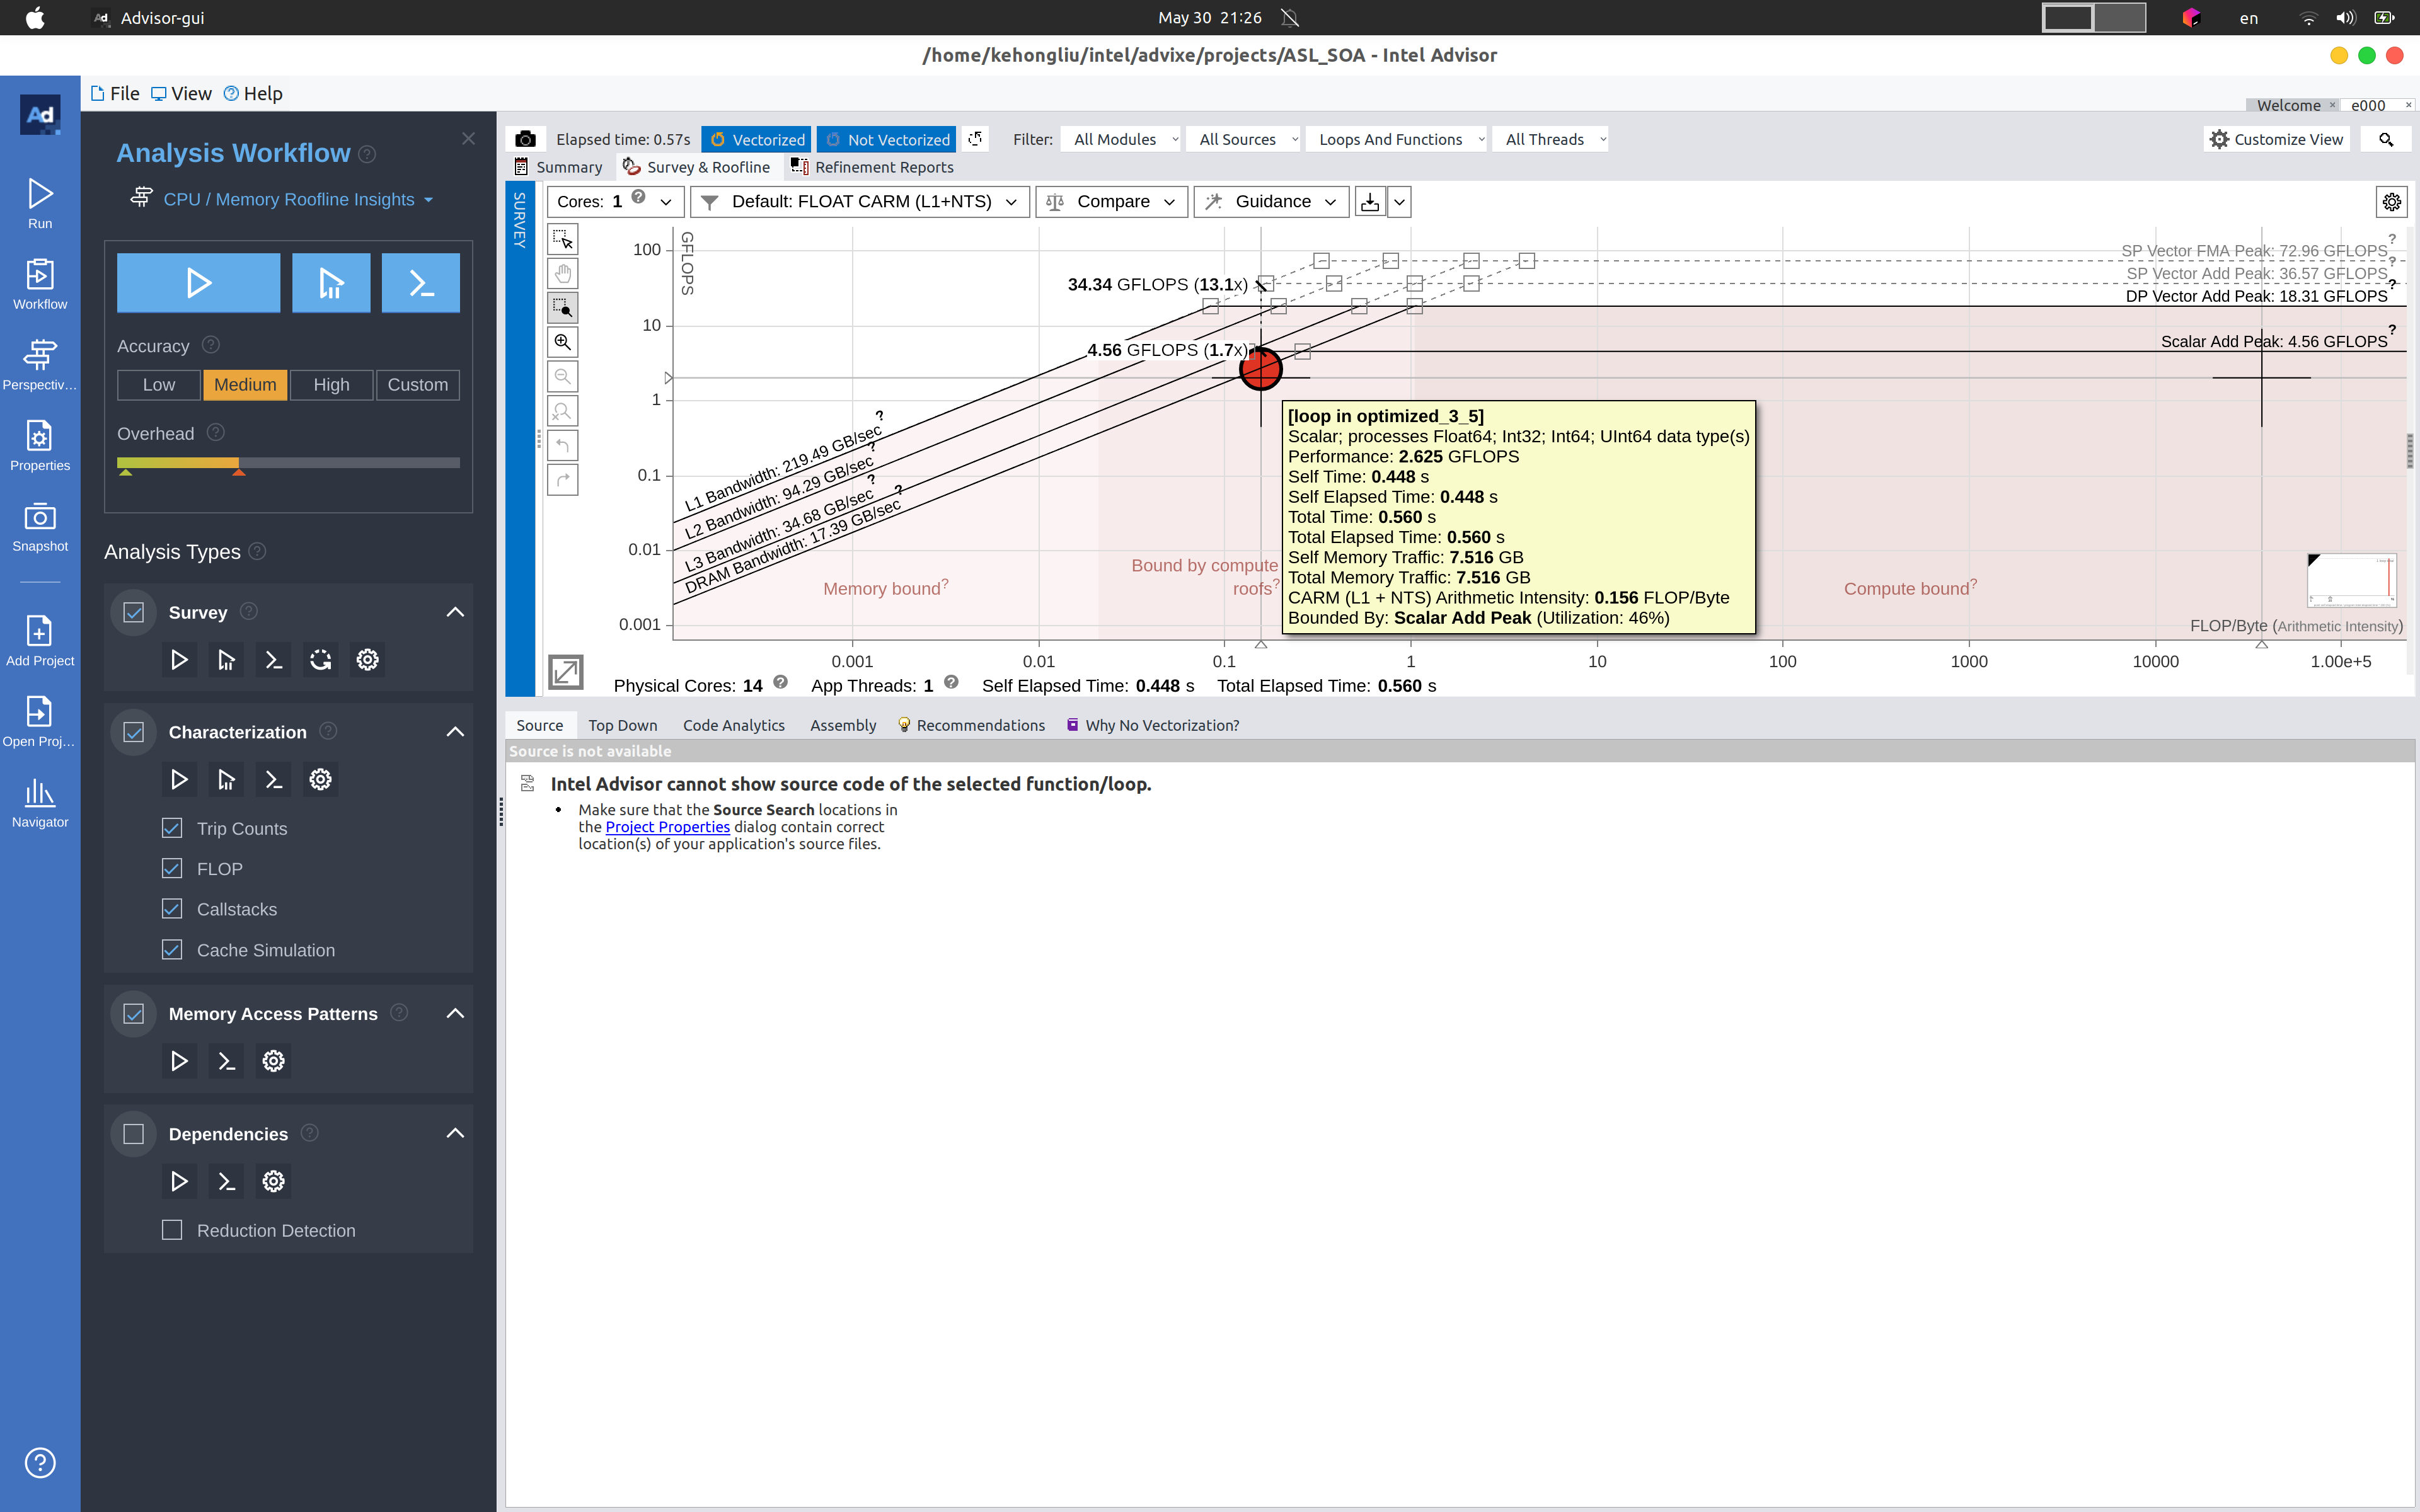 Advisor-gui
May 30 21:26
en
/home/kehongliu/intel/advixe/projects/ASL_SOA - Intel Advisor
File View Help
Welcome × e000 ×
Ad
Run
Workflow
Perspectiv...
Properties
Snapshot
Add Project
Open Proj...
Navigator
Analysis Workflow
CPU / Memory Roofline Insights
Accuracy
Low Medium High Custom
Overhead
Analysis Types
Survey
Characterization
Trip Counts
FLOP
Callstacks
Cache Simulation
Memory Access Patterns
Dependencies
Reduction Detection
Elapsed time: 0.57s Vectorized Not Vectorized Filter: All Modules All Sources Loops And Functions All Threads Customize View
Summary Survey & Roofline Refinement Reports
SURVEY
Cores: 1 Default: FLOAT CARM (L1+NTS) Compare Guidance
GFLOPS
100
10
1
0.1
0.01
0.001
SP Vector FMA Peak: 72.96 GFLOPS
SP Vector Add Peak: 36.57 GFLOPS
DP Vector Add Peak: 18.31 GFLOPS
Scalar Add Peak: 4.56 GFLOPS
34.34 GFLOPS (13.1x)
4.56 GFLOPS (1.7x)
L1 Bandwidth: 219.49 GB/sec
L2 Bandwidth: 94.29 GB/sec
L3 Bandwidth: 34.68 GB/sec
DRAM Bandwidth: 17.39 GB/sec
Memory bound?
Bound by compute
roofs?
Compute bound?
[loop in optimized_3_5]
Scalar; processes Float64; Int32; Int64; UInt64 data type(s)
Performance: 2.625 GFLOPS
Self Time: 0.448 s
Self Elapsed Time: 0.448 s
Total Time: 0.560 s
Total Elapsed Time: 0.560 s
Self Memory Traffic: 7.516 GB
Total Memory Traffic: 7.516 GB
CARM (L1 + NTS) Arithmetic Intensity: 0.156 FLOP/Byte
Bounded By: Scalar Add Peak (Utilization: 46%)
FLOP/Byte (Arithmetic Intensity)
0.001 0.01 0.1 1 10 100 1000 10000 1.00e+5
Physical Cores: 14 App Threads: 1 Self Elapsed Time: 0.448 s Total Elapsed Time: 0.560 s
Source Top Down Code Analytics Assembly Recommendations Why No Vectorization?
Source is not available
Intel Advisor cannot show source code of the selected function/loop.
• Make sure that the Source Search locations in
the Project Properties dialog contain correct
location(s) of your application's source files.